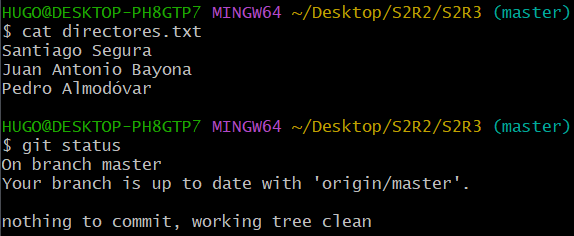 HUGO@DESKTOP-PH8GTP7 MINGW64 ~/Desktop/S2R2/S2R3 (master)
$ cat directores.txt
Santiago Segura
Juan Antonio Bayona
Pedro Almodóvar
HUGO@DESKTOP-PH8GTP7 MINGW64 ~/Desktop/S2R2/S2R3 (master)
$ git status
On branch master
Your branch is up to date with 'origin/master'.
nothing to commit, working tree clean